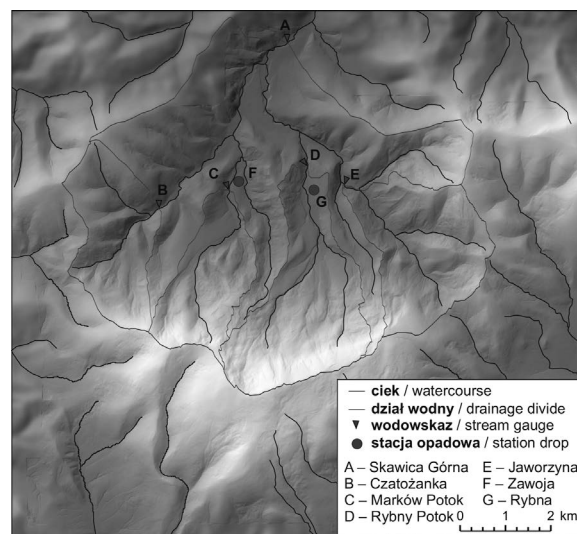 A
B
C
F
D
E
G
ciek / watercourse
dział wodny / drainage divide
wodowskaz / stream gauge
stacja opadowa / station drop
A – Skawica Górna E – Jaworzyna
B – Czatożanka F – Zawoja
C – Marków Potok G – Rybna
D – Rybny Potok 0 1 2 km